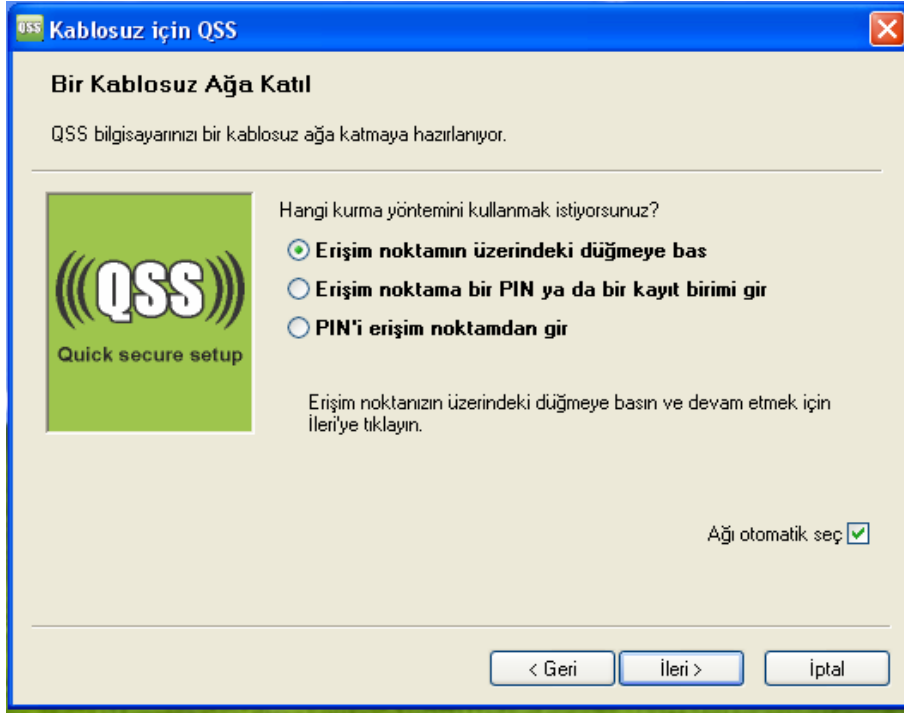 QSS Kablosuz için QSS
Bir Kablosuz Ağa Katıl
QSS bilgisayarınızı bir kablosuz ağa katmaya hazırlanıyor.
Hangi kurma yöntemini kullanmak istiyorsunuz?
Erişim noktamın üzerindeki düğmeye bas
Erişim noktama bir PIN ya da bir kayıt birimi gir
PIN'i erişim noktamdan gir
QSS
Quick secure setup
Erişim noktanızın üzerindeki düğmeye basın ve devam etmek için
İleri'ye tıklayın.
Ağı otomatik seç
< Geri
İleri >
İptal